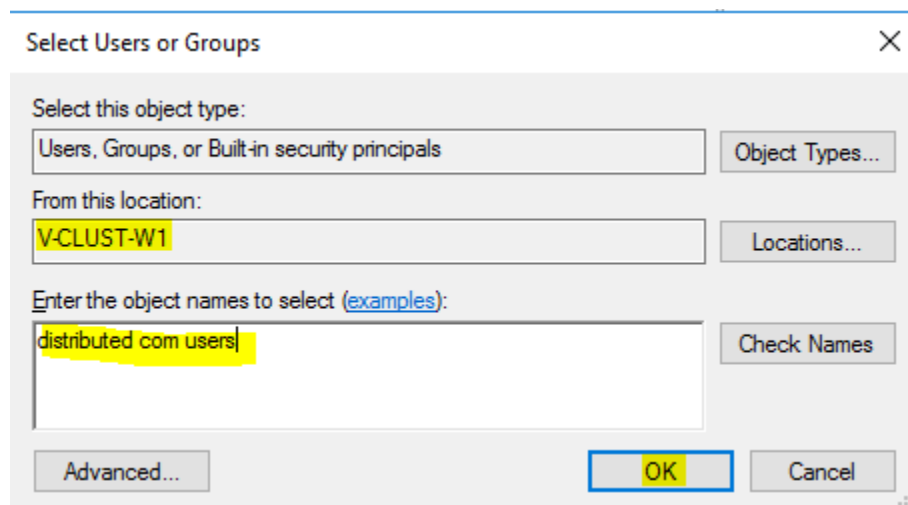 Select Users or Groups
Select this object type:
Users, Groups, or Built-in security principals
Object Types...
From this location:
V-CLUST-W1
Locations...
Enter the object names to select (examples):
distributed com users
Check Names
Advanced...
OK
Cancel